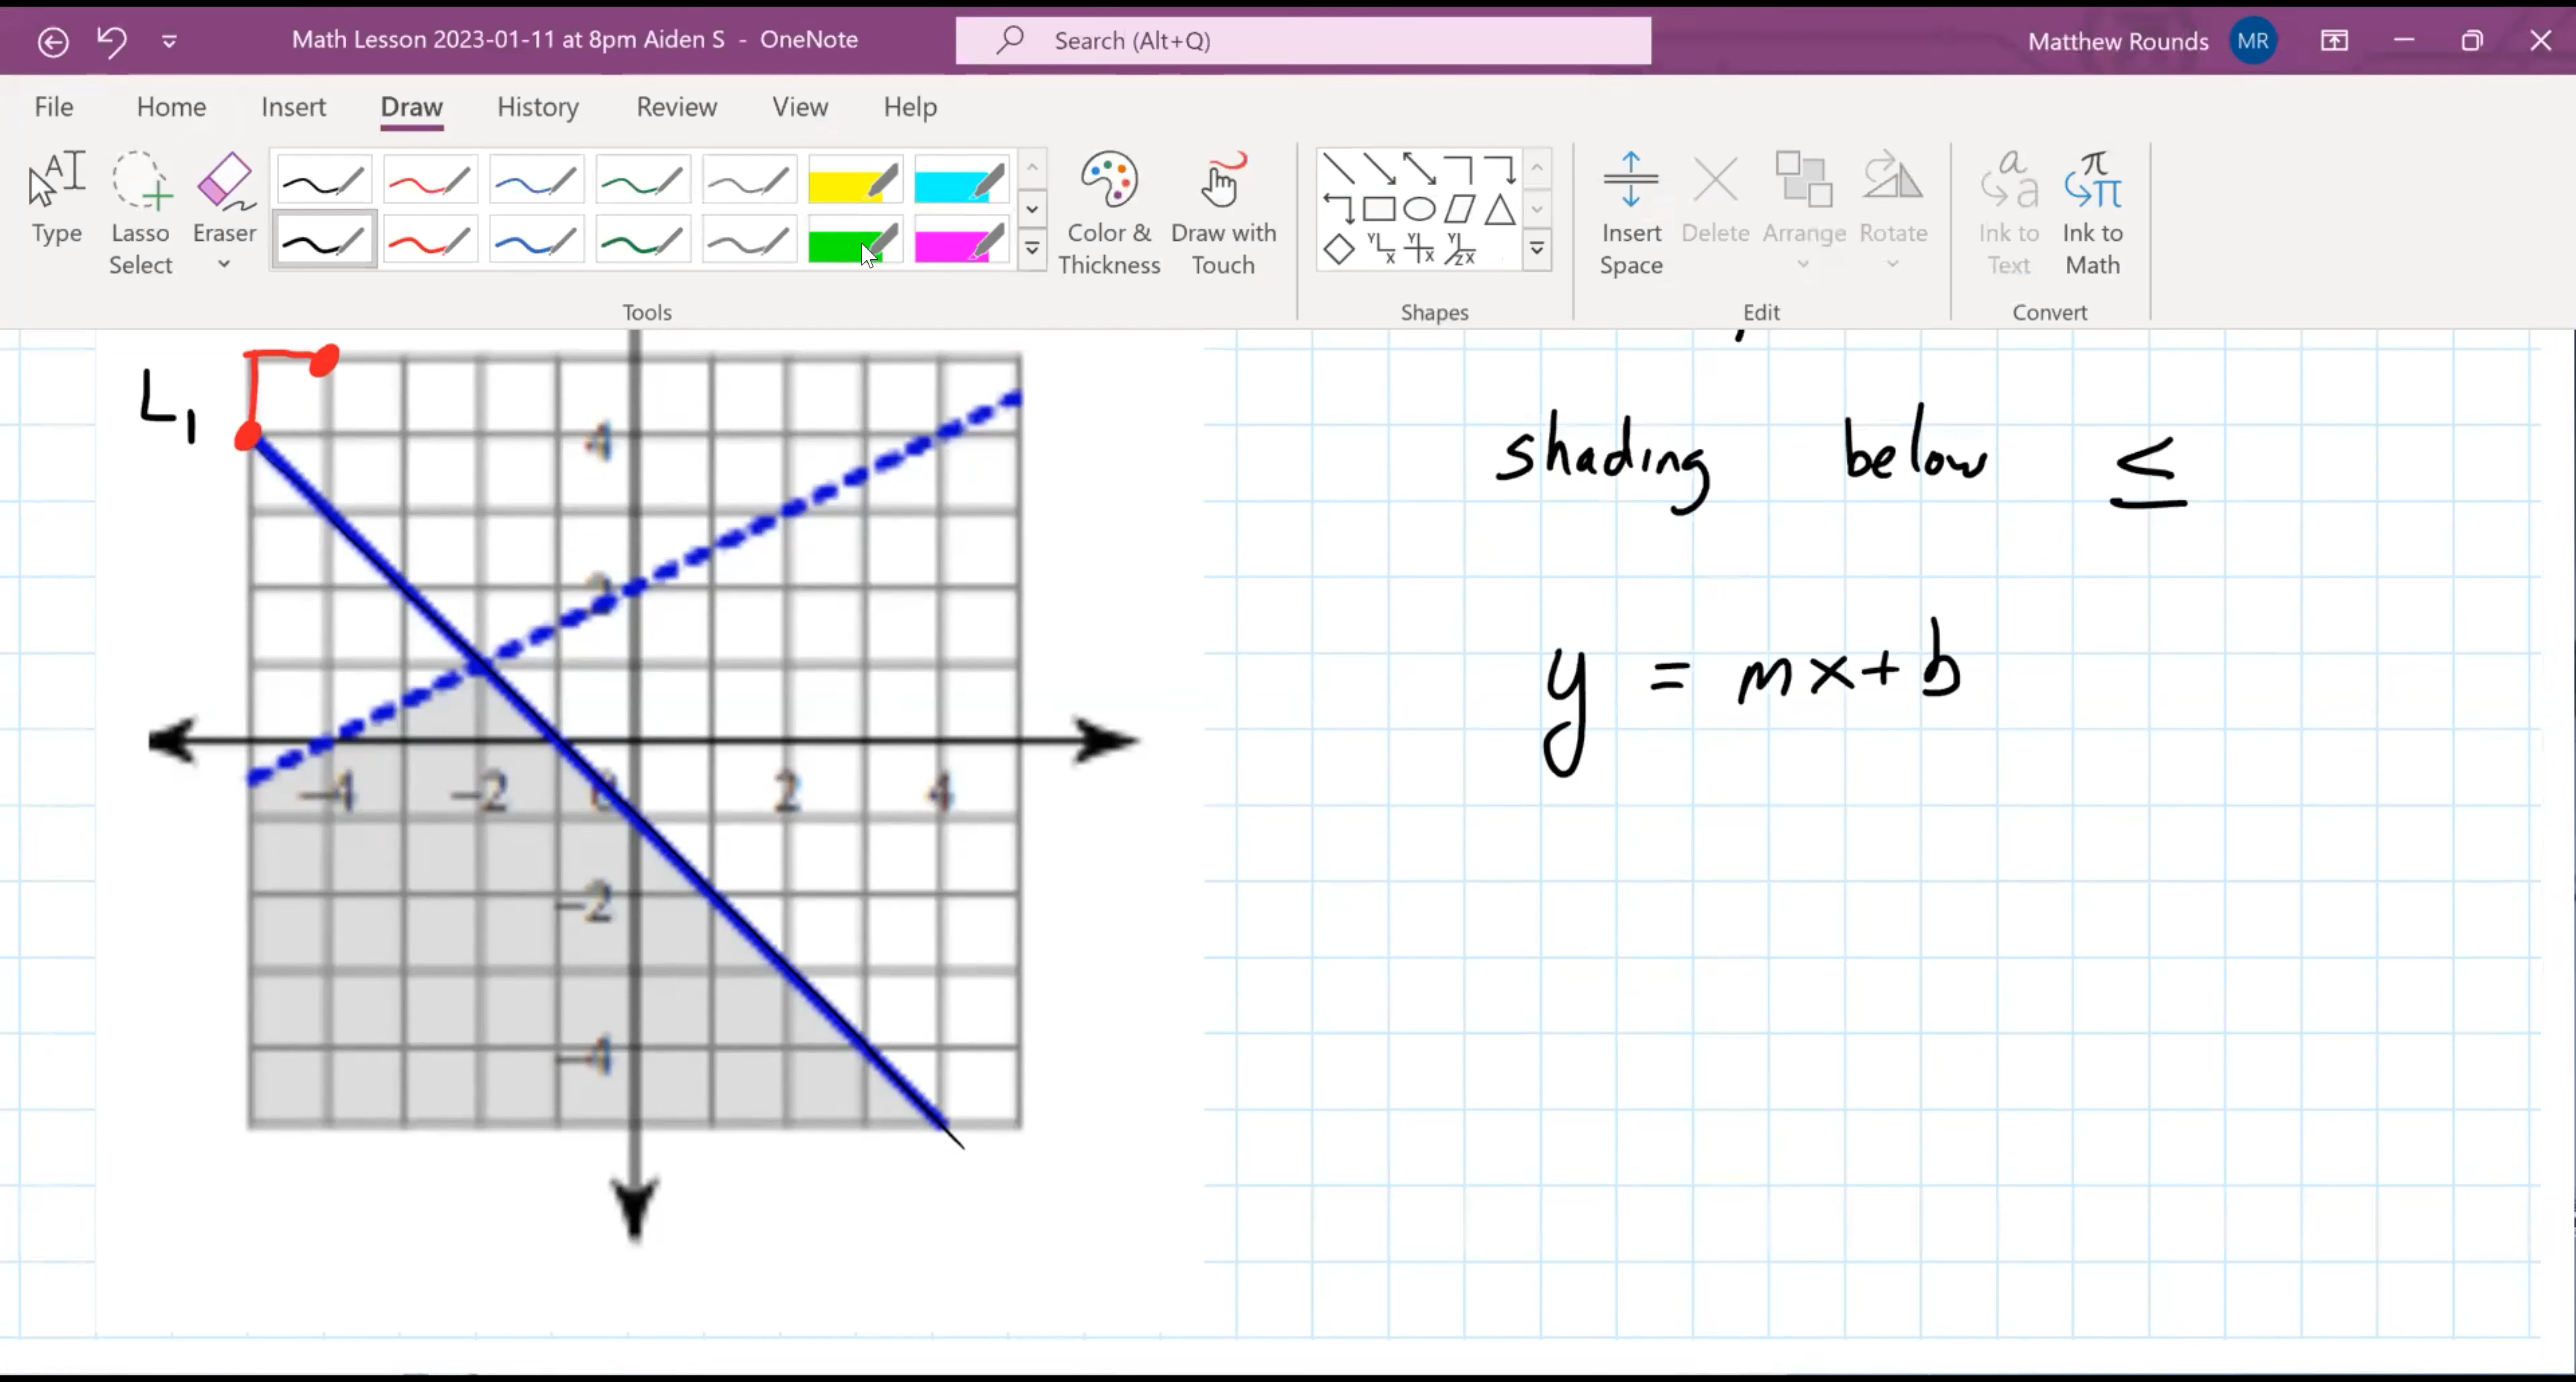 Math Lesson 2023-01-11 at 8pm Aiden S - OneNote
Search (Alt+Q)
Matthew Rounds
MR
File Home Insert Draw History Review View Help
Type
Lasso Select
Eraser
Color & Thickness
Draw with Touch
Insert Space
Delete
Arrange
Rotate
Ink to Text
Ink to Math
Tools
Shapes
Edit
Convert
L₁
4
2
-4 -2 0 2 4
-2
-4
shading below ≤
y = mx+b